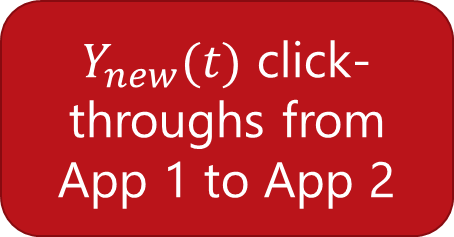 Y_new(t) click-
throughs from
App 1 to App 2